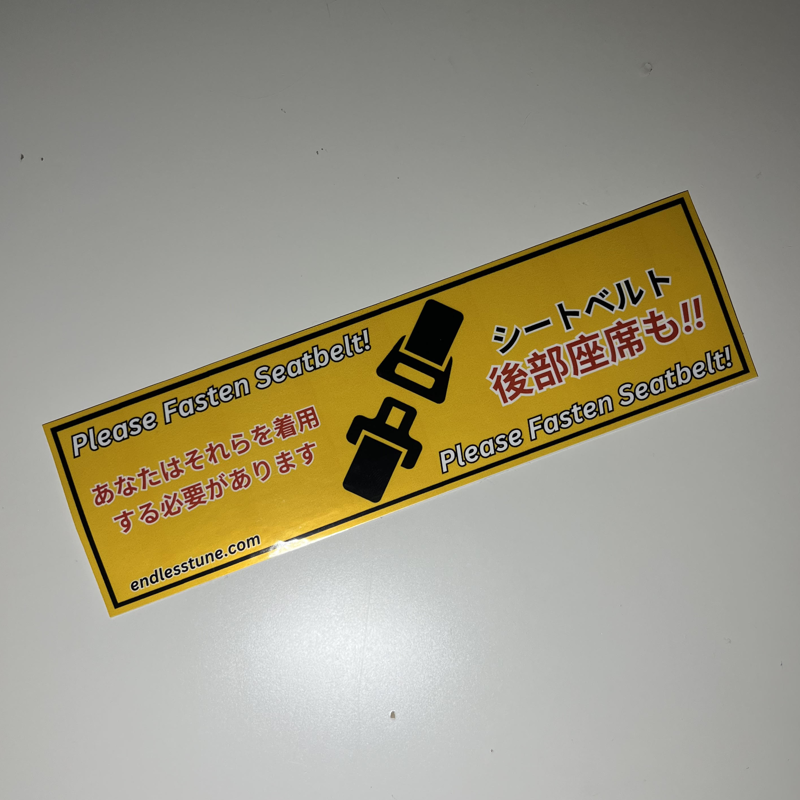 Please Fasten Seatbelt!
あなたはそれらを着用
する必要があります
endlesstune.com
シートベルト
後部座席も!!
Please Fasten Seatbelt!